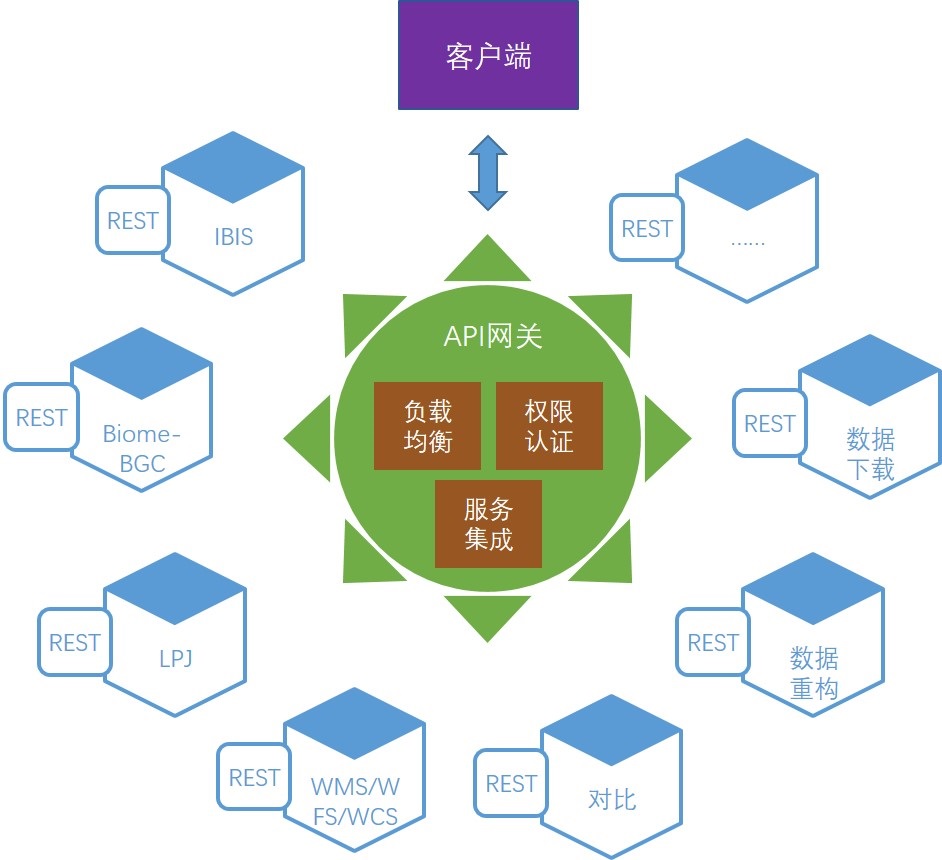 客户端
REST
IBIS
REST
……
API网关
负载
均衡
权限
认证
服务
集成
REST
Biome-
BGC
REST
数据
下载
REST
LPJ
REST
数据
重构
REST
WMS/W
FS/WCS
REST
对比